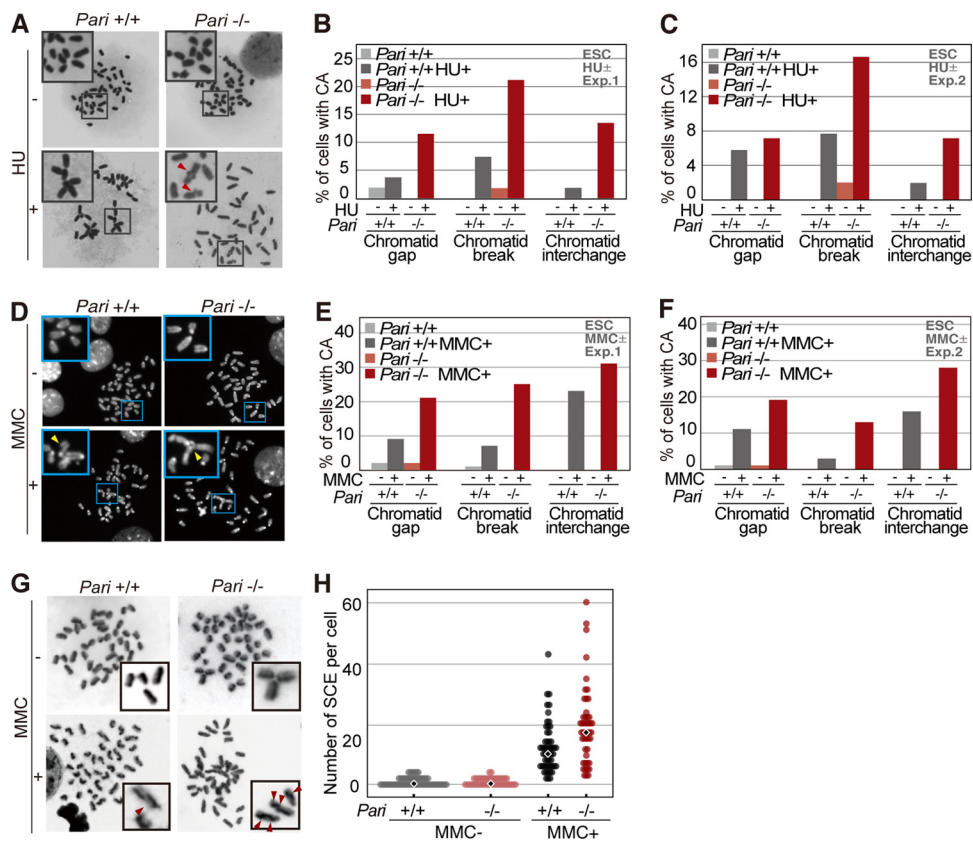 A
Pari +/+ Pari -/-
HU
-
+
B
% of cells with CA
25
20
15
10
5
0
Pari +/+
Pari +/+ HU+
Pari -/-
Pari -/- HU+
ESC
HU±
Exp.1
HU - + - + - + - + - + - +
Pari +/+ -/- +/+ -/- +/+ -/-
Chromatid gap
Chromatid break
Chromatid interchange
C
% of cells with CA
16
12
8
4
0
Pari +/+
Pari +/+ HU+
Pari -/-
Pari -/- HU+
ESC
HU±
Exp.2
HU - + - + - + - + - + - +
Pari +/+ -/- +/+ -/- +/+ -/-
Chromatid gap
Chromatid break
Chromatid interchange
D
Pari +/+ Pari -/-
MMC
-
+
E
% of cells with CA
40
30
20
10
0
Pari +/+
Pari +/+ MMC+
Pari -/-
Pari -/- MMC+
ESC
MMC±
Exp.1
MMC - + - + - + - + - + - +
Pari +/+ -/- +/+ -/- +/+ -/-
Chromatid gap
Chromatid break
Chromatid interchange
F
% of cells with CA
40
30
20
10
0
Pari +/+
Pari +/+ MMC+
Pari -/-
Pari -/- MMC+
ESC
MMC±
Exp.2
MMC - + - + - + - + - + - +
Pari +/+ -/- +/+ -/- +/+ -/-
Chromatid gap
Chromatid break
Chromatid interchange
G
Pari +/+ Pari -/-
MMC
-
+
H
Number of SCE per cell
60
40
20
0
Pari +/+ -/- +/+ -/-
MMC- MMC+